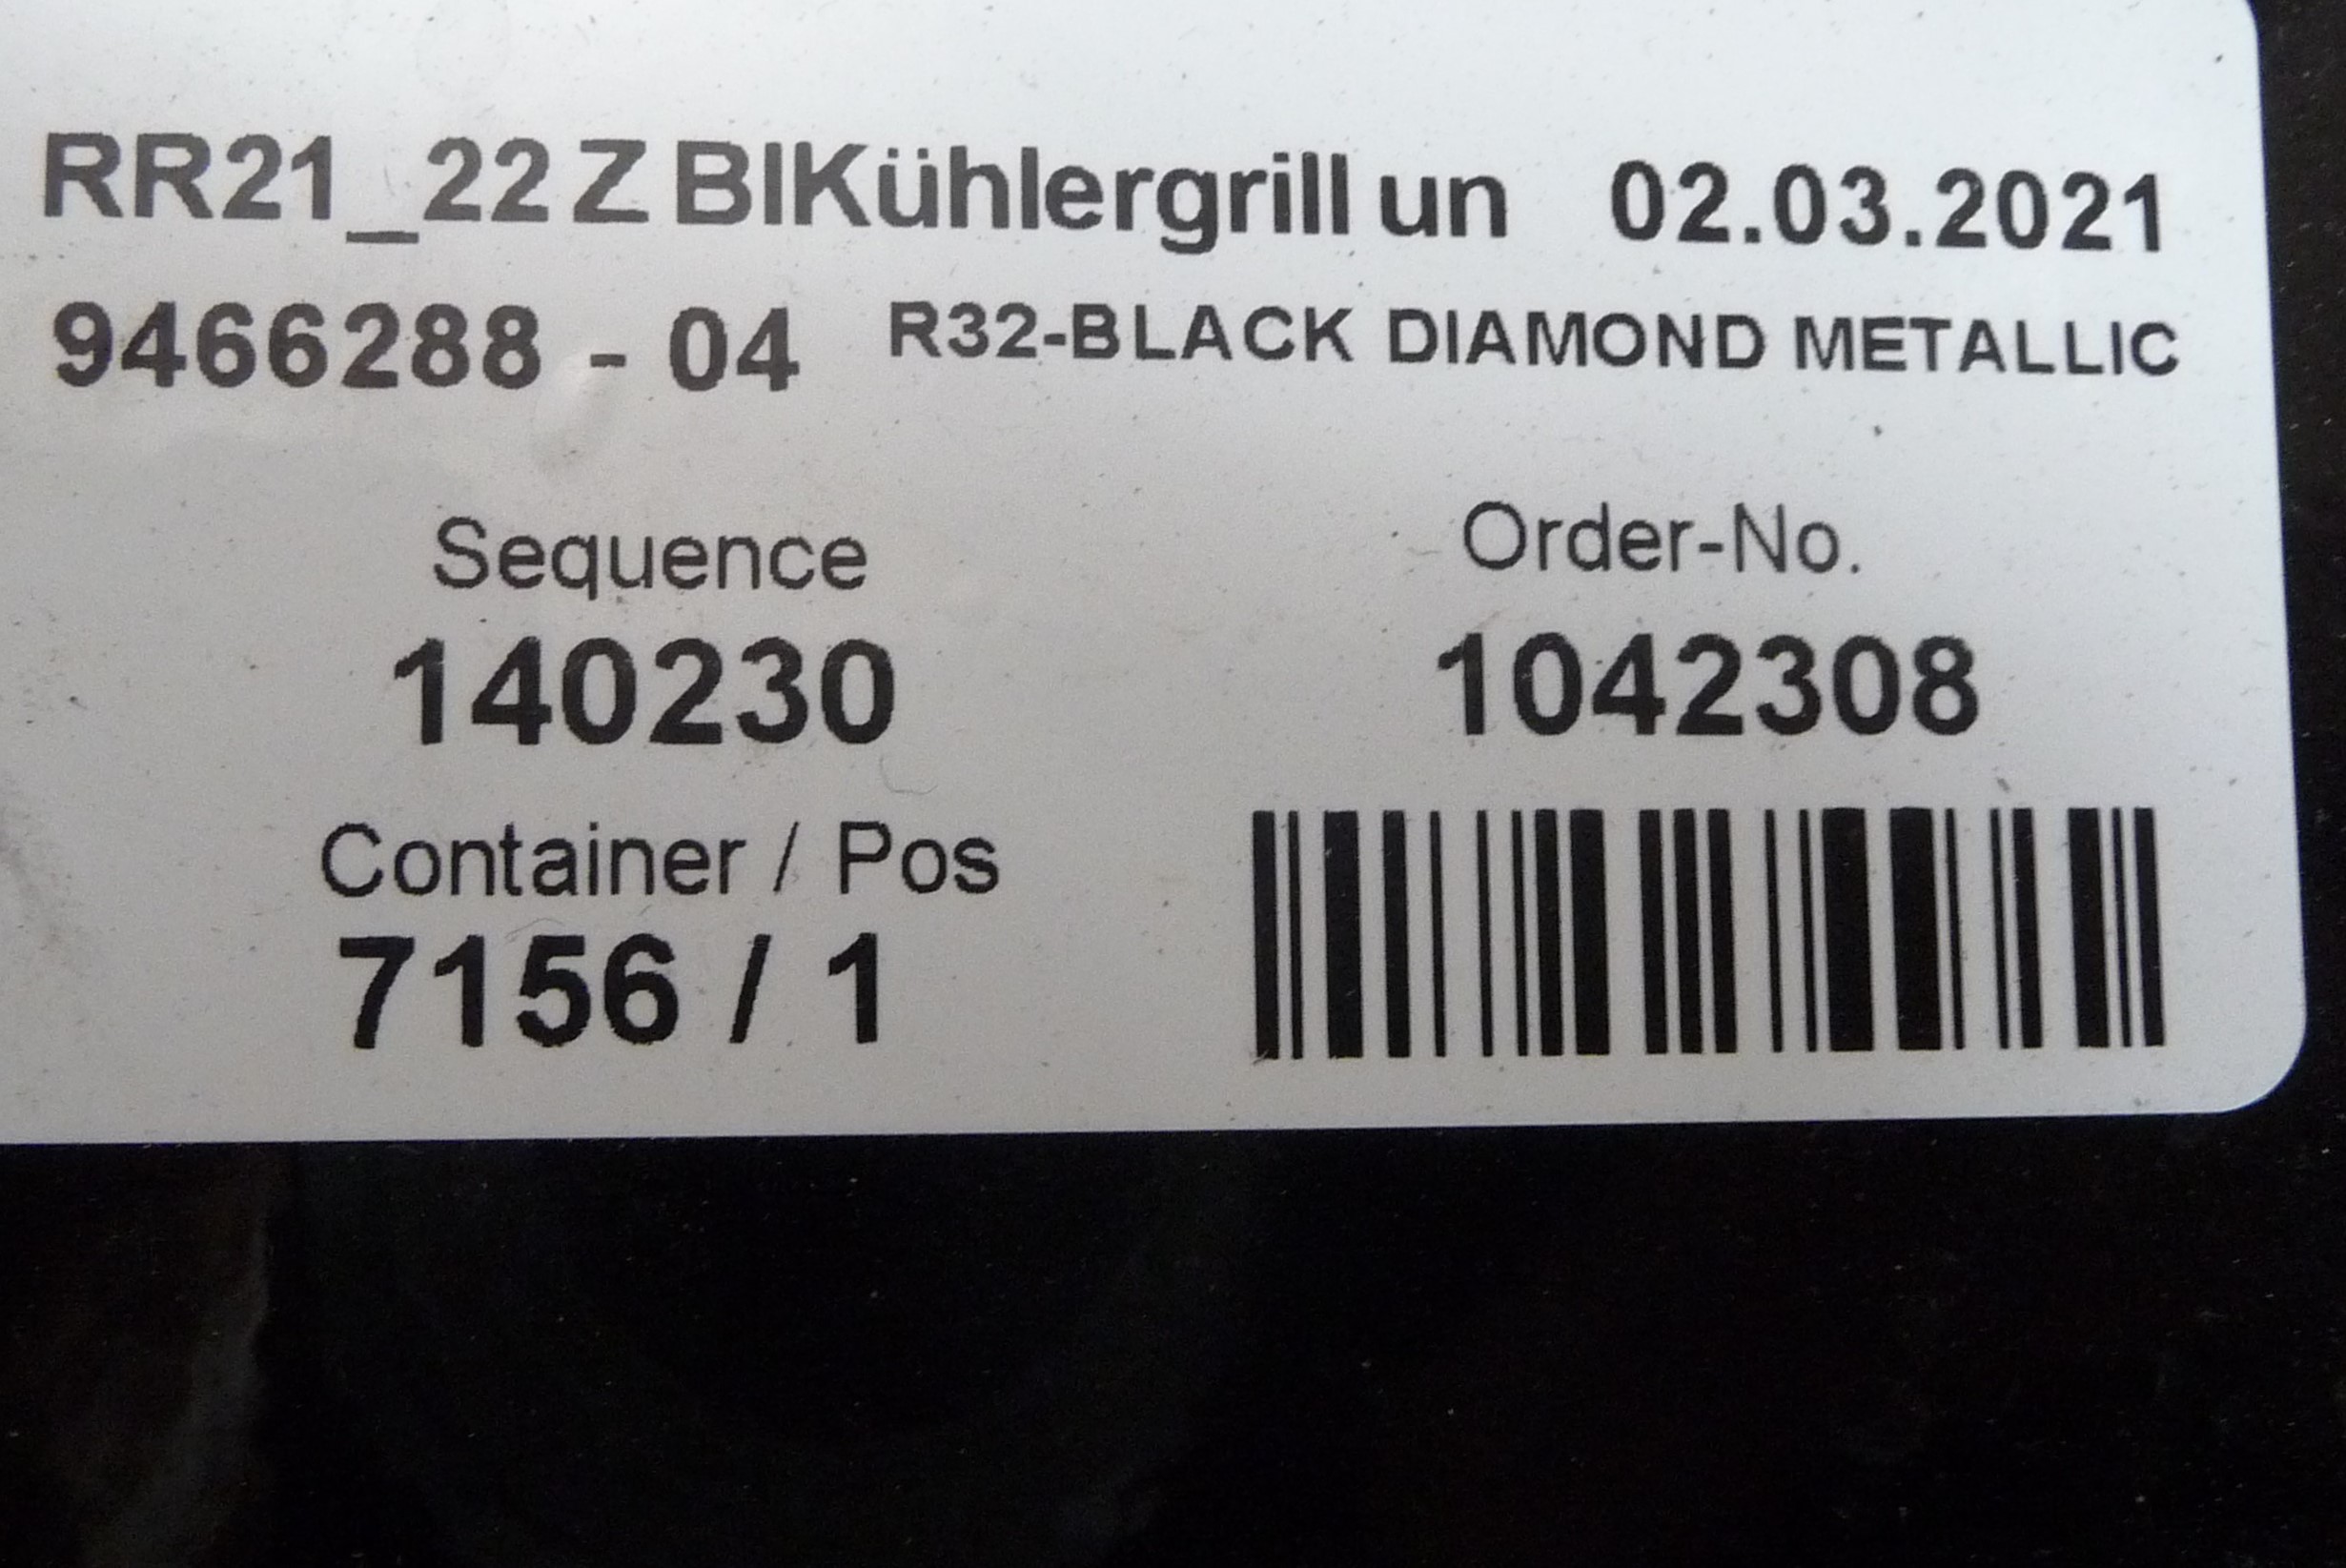 RR21_22 Z BlKühlergrill un 02.03.2021
9466288 - 04 R32-BLACK DIAMOND METALLIC
Sequence Order-No.
140230 1042308
Container / Pos
7156 / 1